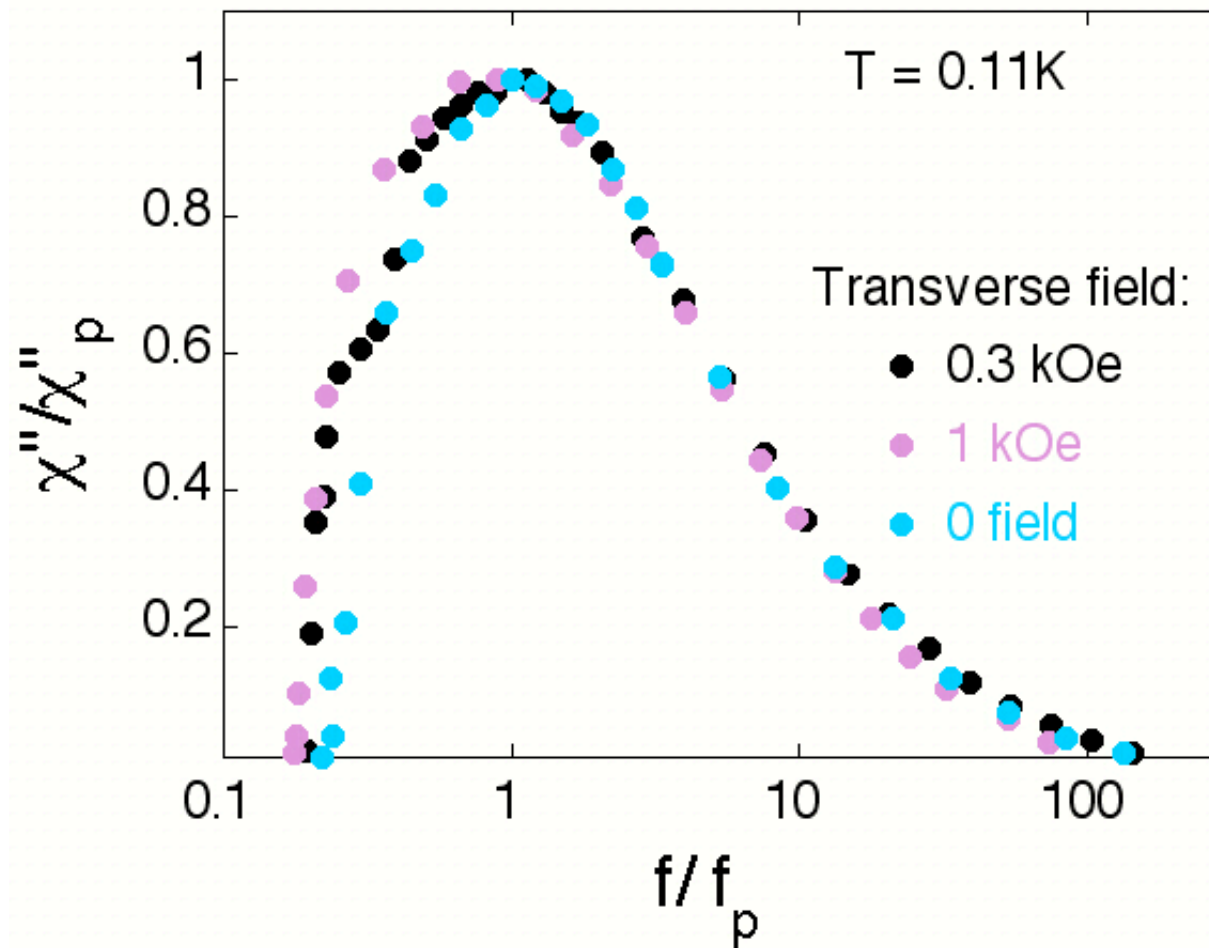 T = 0.11K
1
0.8
0.6
0.4
0.2
χ"/χ"p
Transverse field:
0.3 kOe
1 kOe
0 field
0.1
1
10
100
f/fp